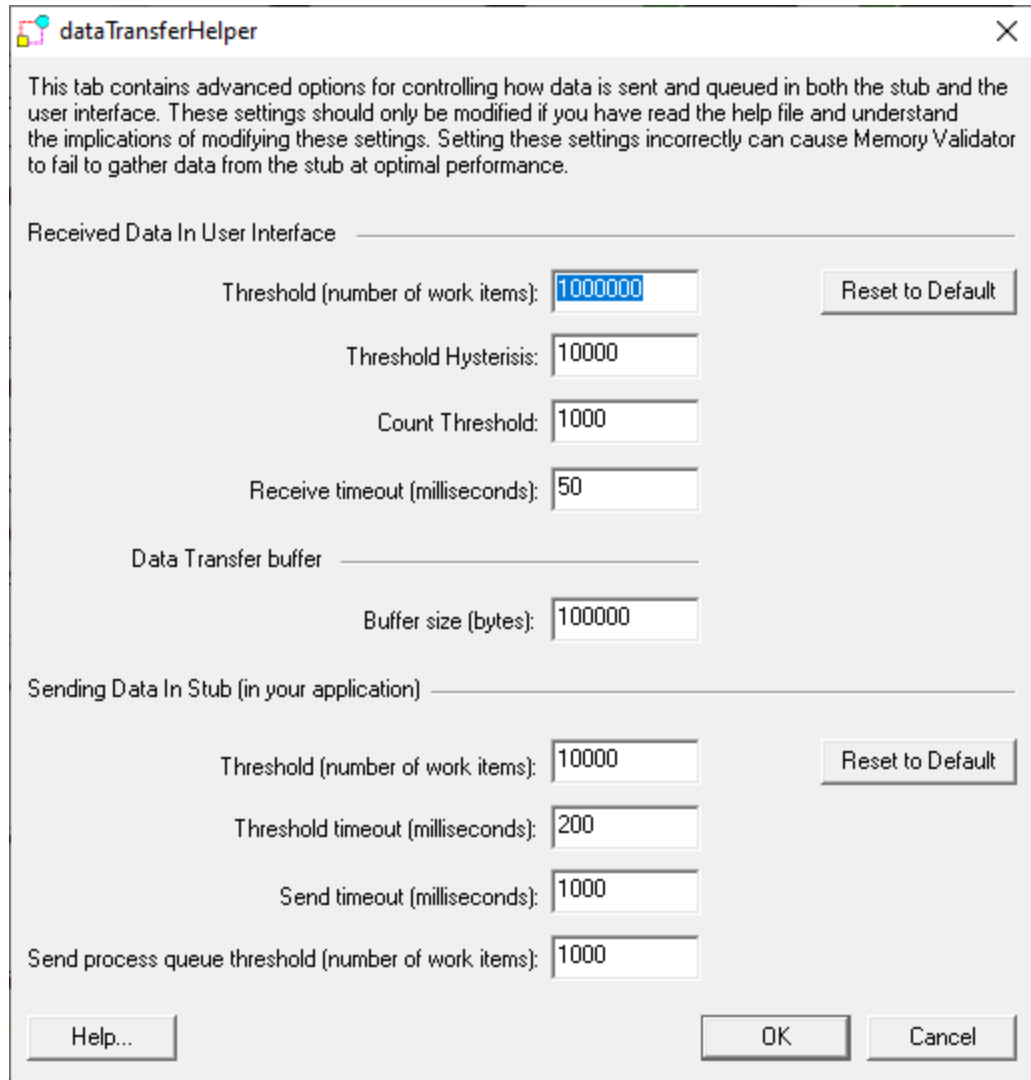 dataTransferHelper
This tab contains advanced options for controlling how data is sent and queued in both the stub and the
user interface. These settings should only be modified if you have read the help file and understand
the implications of modifying these settings. Setting these settings incorrectly can cause Memory Validator
to fail to gather data from the stub at optimal performance.
Received Data In User Interface
Threshold (number of work items): 1000000 Reset to Default
Threshold Hysterisis: 10000
Count Threshold: 1000
Receive timeout (milliseconds): 50
Data Transfer buffer
Buffer size (bytes): 100000
Sending Data In Stub (in your application)
Threshold (number of work items): 10000 Reset to Default
Threshold timeout (milliseconds): 200
Send timeout (milliseconds): 1000
Send process queue threshold (number of work items): 1000
Help... OK Cancel